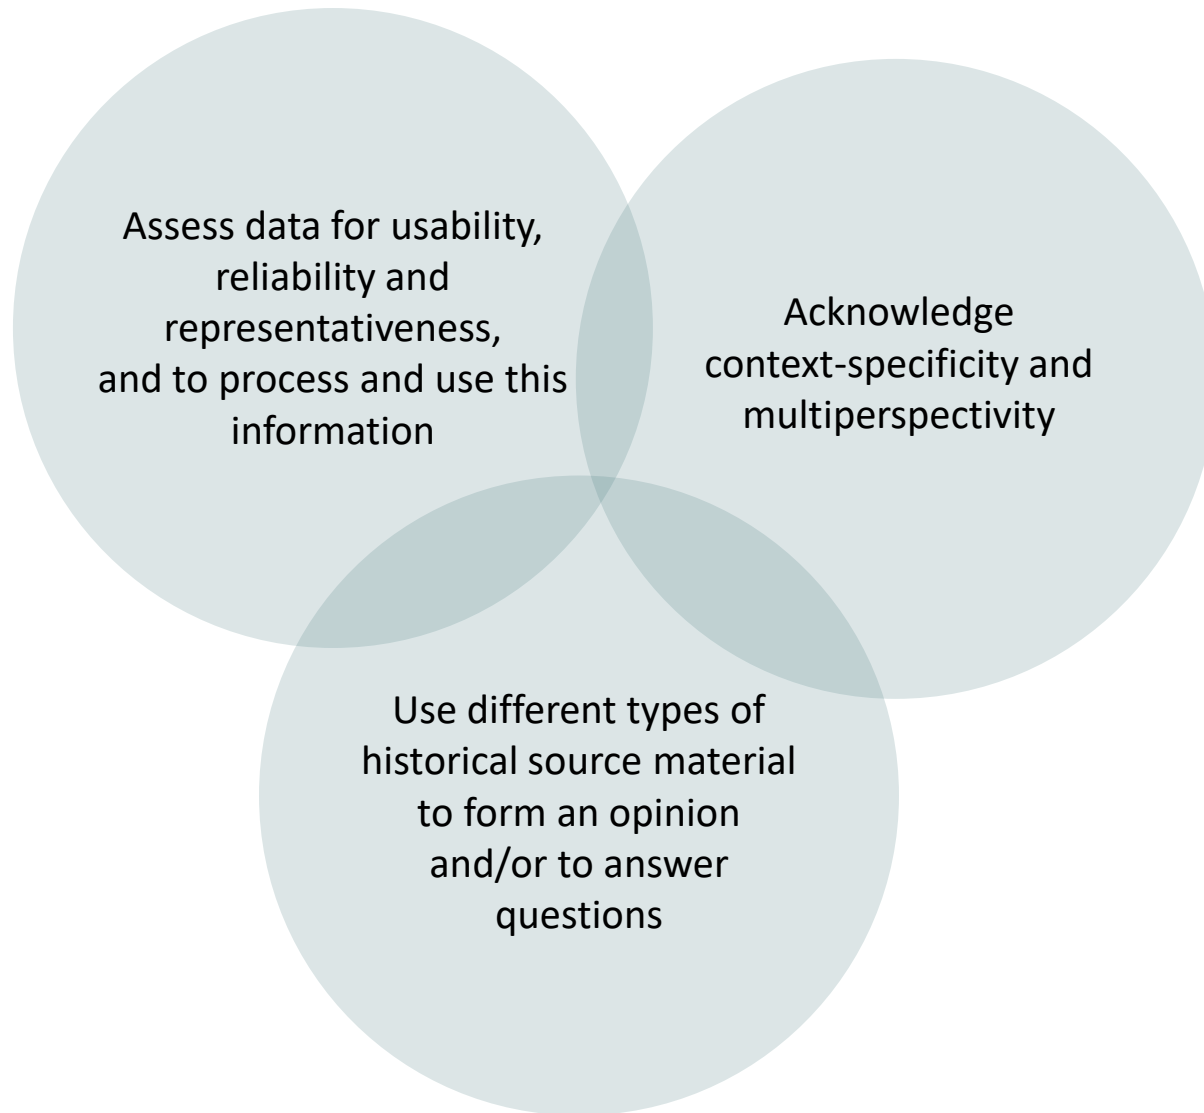 Assess data for usability,
reliability and
representativeness,
and to process and use this
information
Acknowledge
context-specificity and
multiperspectivity
Use different types of
historical source material
to form an opinion
and/or to answer
questions